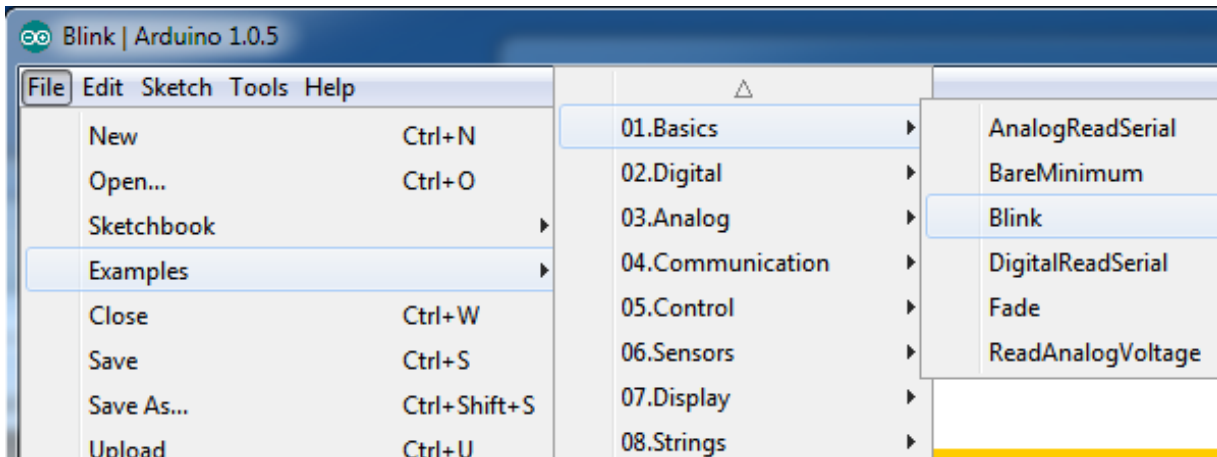 Blink | Arduino 1.0.5
File Edit Sketch Tools Help
New Ctrl+N
Open... Ctrl+O
Sketchbook
Examples
Close Ctrl+W
Save Ctrl+S
Save As... Ctrl+Shift+S
Upload Ctrl+U
01.Basics
02.Digital
03.Analog
04.Communication
05.Control
06.Sensors
07.Display
08.Strings
AnalogReadSerial
BareMinimum
Blink
DigitalReadSerial
Fade
ReadAnalogVoltage